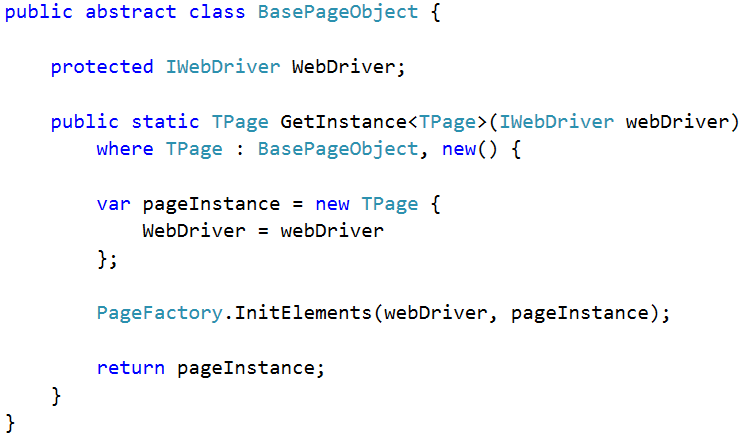 public abstract class BasePageObject {
protected IWebDriver WebDriver;
public static TPage GetInstance<TPage>(IWebDriver webDriver)
where TPage : BasePageObject, new() {
var pageInstance = new TPage {
WebDriver = webDriver
};
PageFactory.InitElements(webDriver, pageInstance);
return pageInstance;
}
}